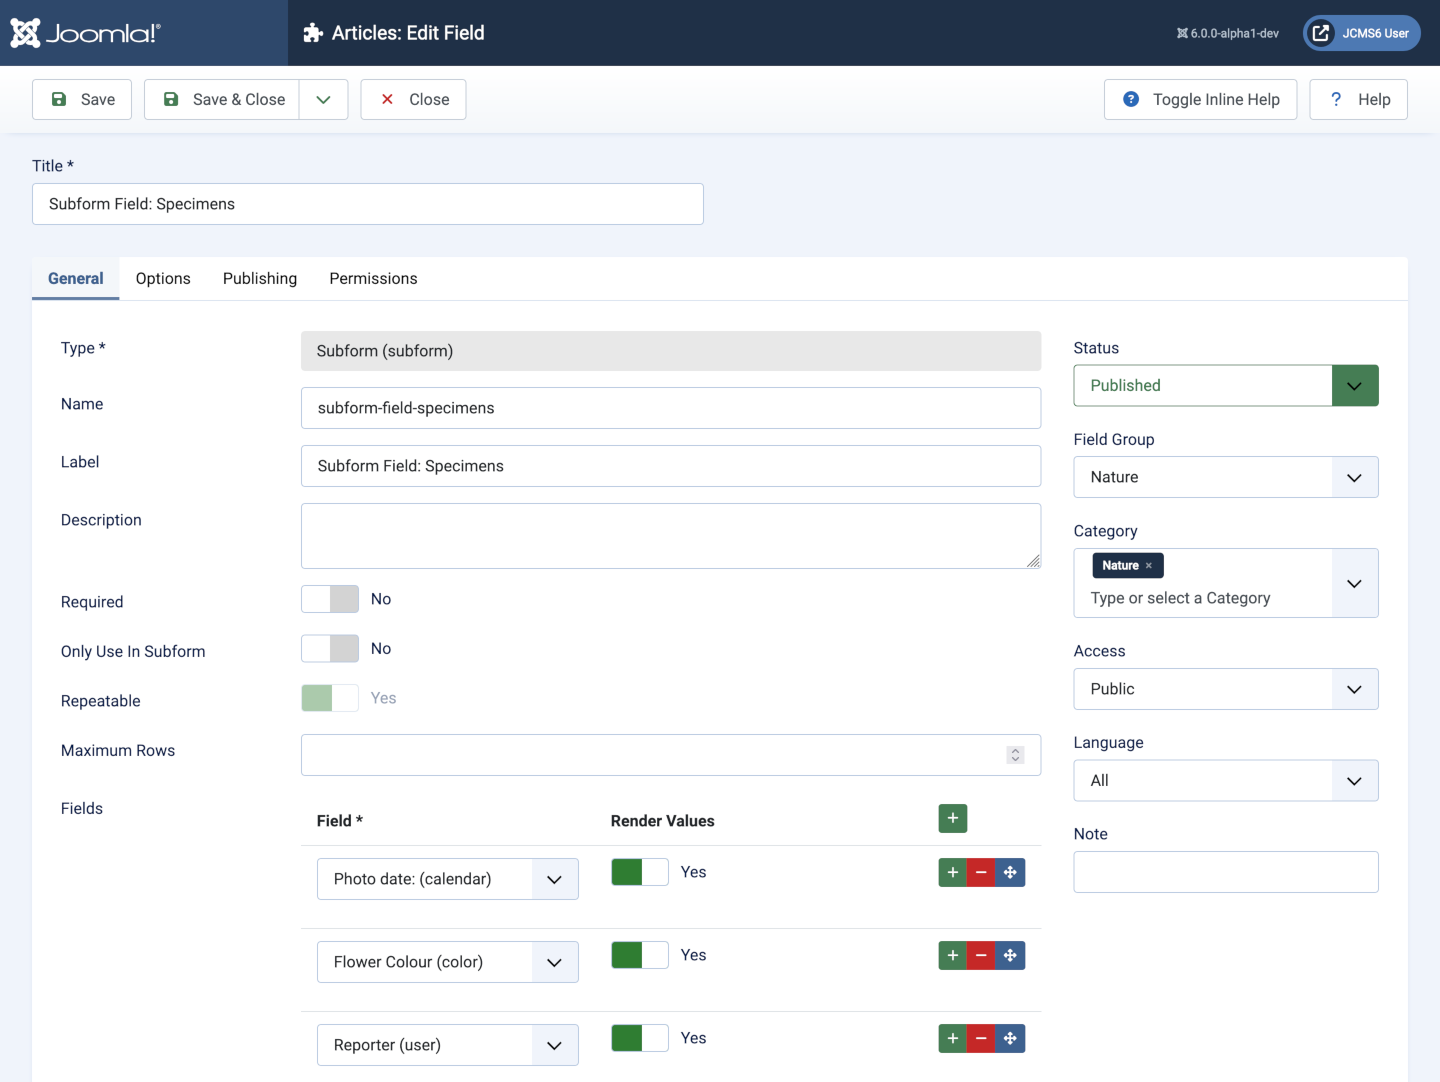 Joomla!®
Articles: Edit Field
6.0.0-alpha1-dev
JCMS6 User
Save
Save & Close
Close
Toggle Inline Help
Help
Title *
Subform Field: Specimens
General
Options
Publishing
Permissions
Type *
Subform (subform)
Name
subform-field-specimens
Label
Subform Field: Specimens
Description
Required
No
Only Use In Subform
No
Repeatable
Yes
Maximum Rows
Fields
Field *
Render Values
Photo date: (calendar)
Yes
Flower Colour (color)
Yes
Reporter (user)
Yes
Status
Published
Field Group
Nature
Category
Nature ×
Type or select a Category
Access
Public
Language
All
Note